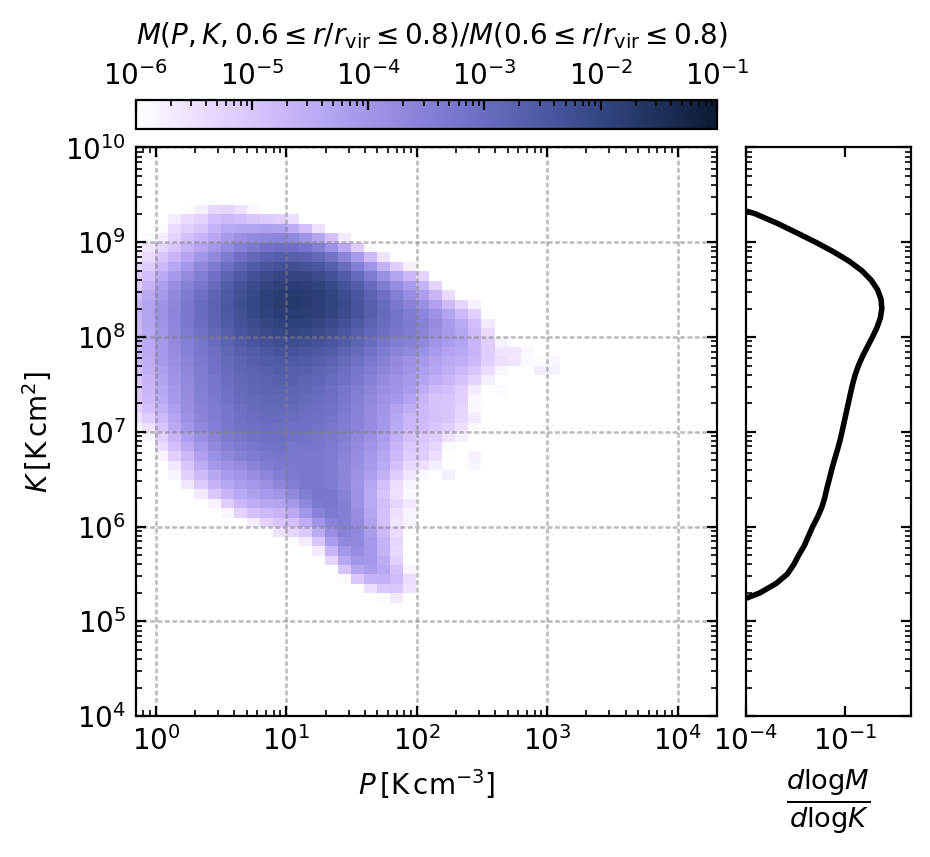 M(P, K, 0.6 ≤ r/r_vir ≤ 0.8)/M(0.6 ≤ r/r_vir ≤ 0.8)
10^−6 10^−5 10^−4 10^−3 10^−2 10^−1
10^10
10^9
10^8
10^7
10^6
10^5
10^4
K [K cm^2]
10^0 10^1 10^2 10^3 10^4
P [K cm^−3]
10^−4 10^−1
dlogM
dlogK